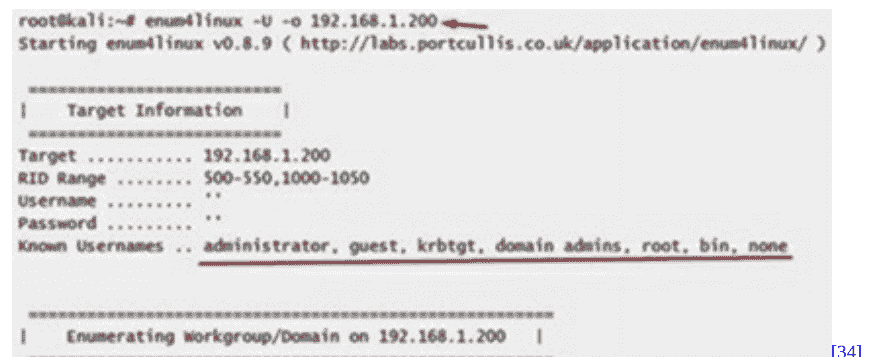 root@kali:~# enum4linux -U -o 192.168.1.200
Starting enum4linux v0.8.9 ( http://labs.portcullis.co.uk/application/enum4linux/ )
==========================
|    Target Information    |
==========================
Target ........... 192.168.1.200
RID Range ........ 500-550,1000-1050
Username ......... ''
Password ......... ''
Known Usernames .. administrator, guest, krbtgt, domain admins, root, bin, none
=====================================================
|    Enumerating Workgroup/Domain on 192.168.1.200    |
[34]